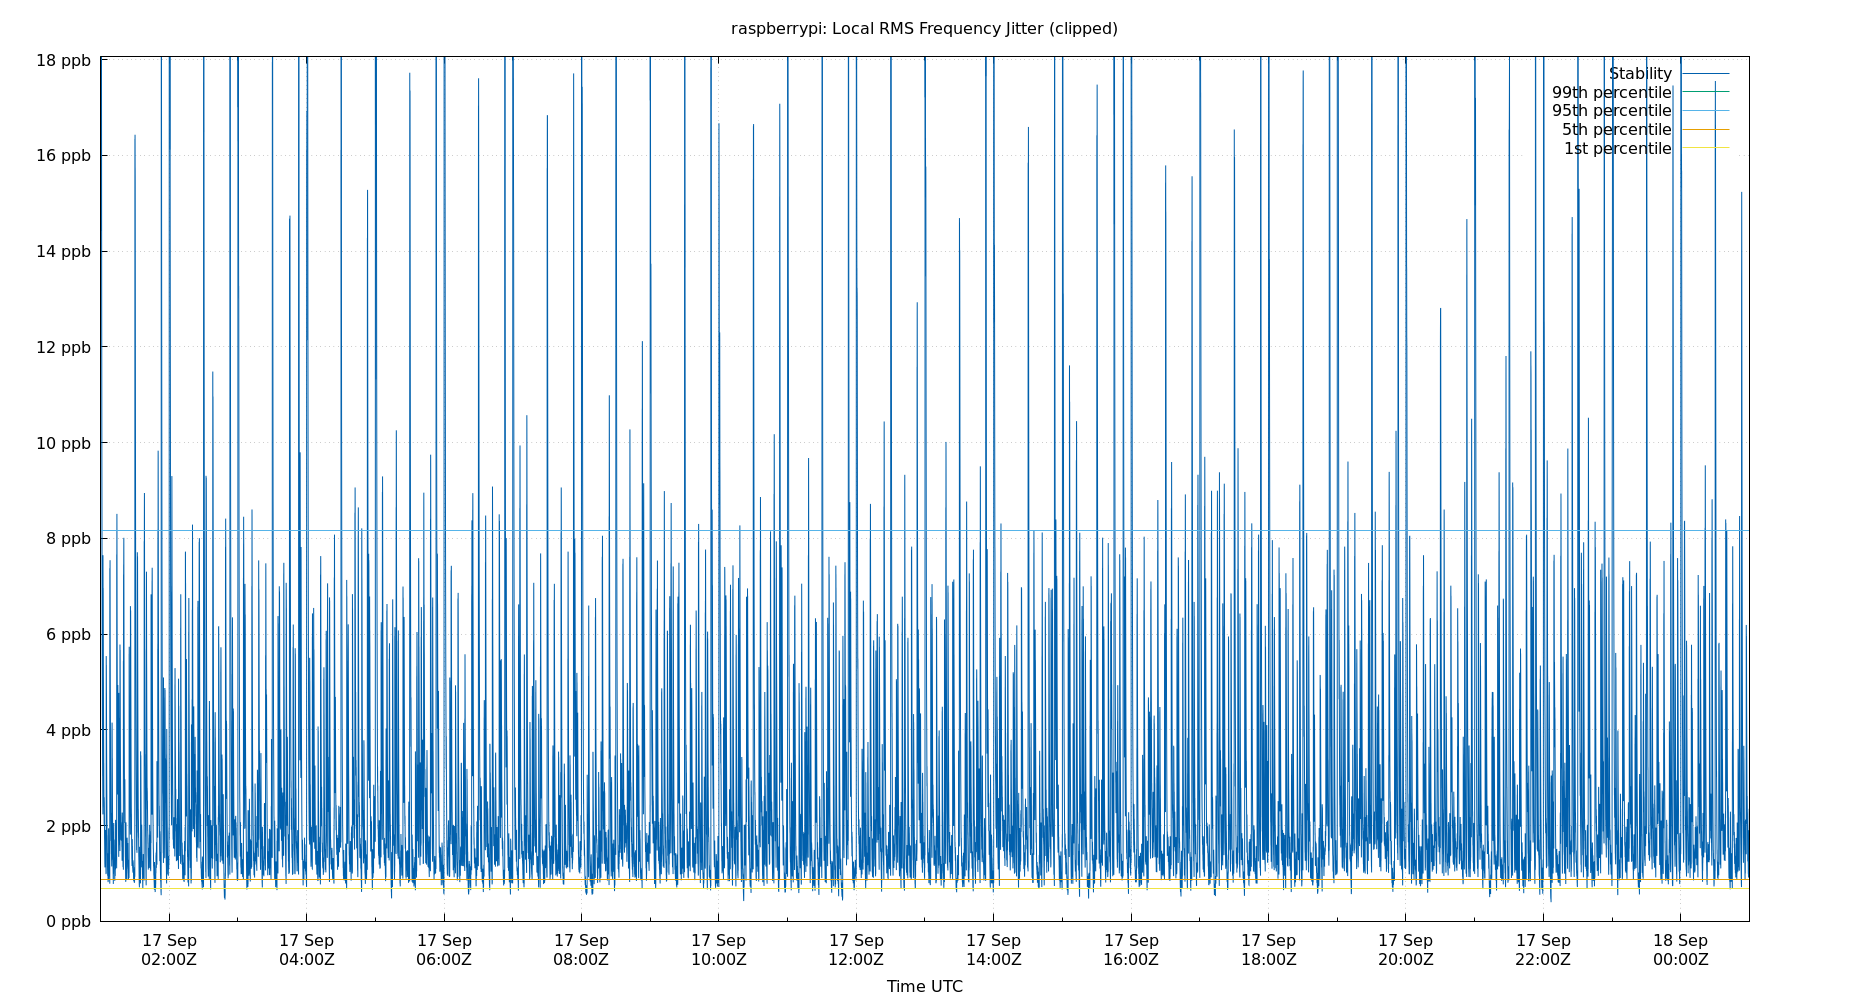 raspberrypi: Local RMS Frequency Jitter (clipped)
18 ppb
16 ppb
14 ppb
12 ppb
10 ppb
8 ppb
6 ppb
4 ppb
2 ppb
0 ppb
Stability
99th percentile
95th percentile
5th percentile
1st percentile
17 Sep 17 Sep 17 Sep 17 Sep 17 Sep 17 Sep 17 Sep 17 Sep 17 Sep 17 Sep 17 Sep 18 Sep
02:00Z 04:00Z 06:00Z 08:00Z 10:00Z 12:00Z 14:00Z 16:00Z 18:00Z 20:00Z 22:00Z 00:00Z
Time UTC